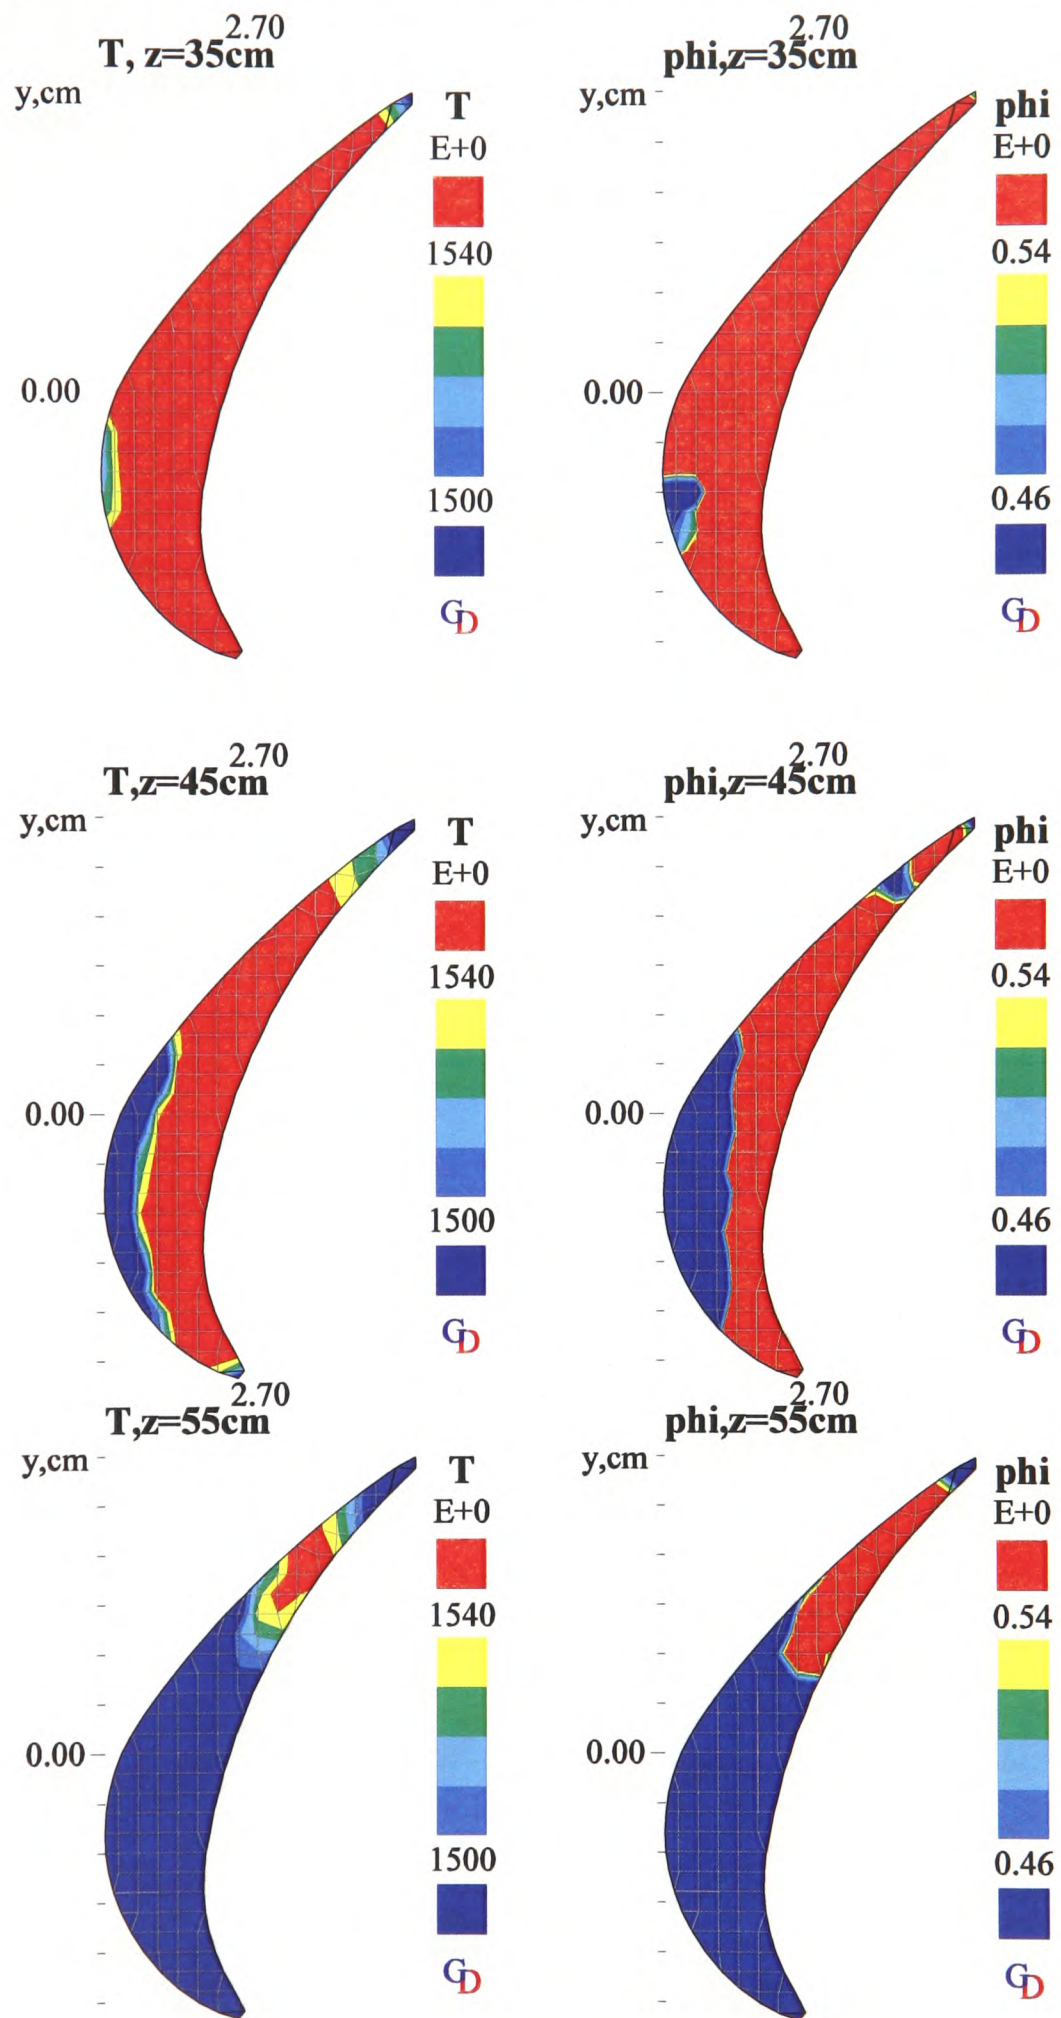 2.70
T, z=35cm
y,cm
T
E+0
1540
0.00
1500
GD
2.70
phi,z=35cm
y,cm
phi
E+0
0.54
0.00
0.46
GD
2.70
T,z=45cm
y,cm
T
E+0
1540
0.00
1500
GD
2.70
phi,z=45cm
y,cm
phi
E+0
0.54
0.00
0.46
GD
2.70
T,z=55cm
y,cm
T
E+0
1540
0.00
1500
GD
2.70
phi,z=55cm
y,cm
phi
E+0
0.54
0.00
0.46
GD